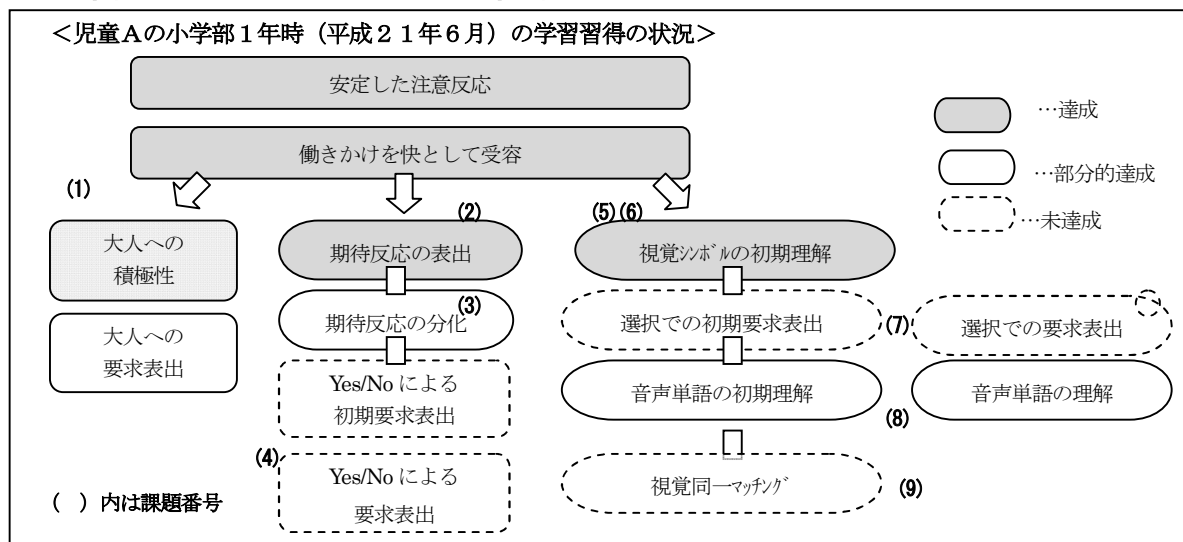 <児童Aの小学部1年時(平成21年6月)の学習習得の状況>
安定した注意反応
働きかけを快として受容
…達成
…部分的達成
…未達成
(1)
大人への
積極性
大人への
要求表出
(2)
期待反応の表出
(3)
期待反応の分化
Yes/No による
初期要求表出
(4)
Yes/No による
要求表出
(5)(6)
視覚シンボルの初期理解
選択での初期要求表出
(7)
選択での要求表出
音声単語の初期理解
(8)
音声単語の理解
視覚同一マッチング
(9)
( )内は課題番号